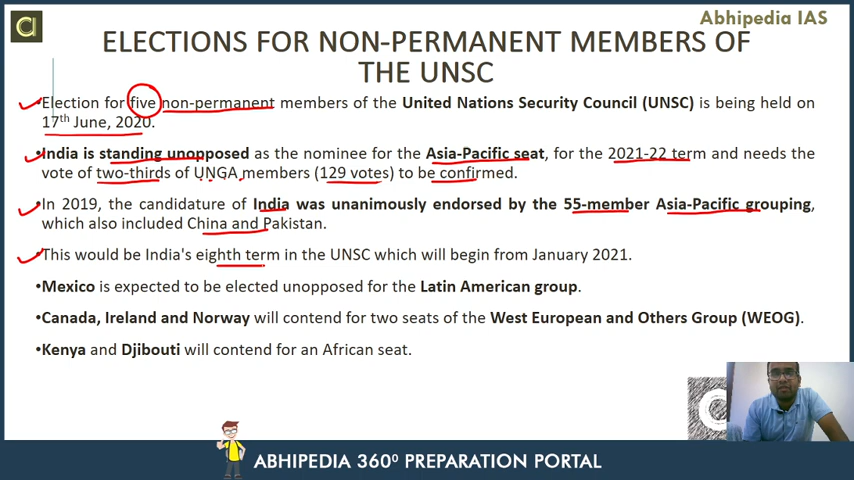 Abhipedia IAS
ELECTIONS FOR NON-PERMANENT MEMBERS OF
THE UNSC
Election for five non-permanent members of the United Nations Security Council (UNSC) is being held on
17th June, 2020.
India is standing unopposed as the nominee for the Asia-Pacific seat, for the 2021-22 term and needs the
vote of two-thirds of UNGA members (129 votes) to be confirmed.
In 2019, the candidature of India was unanimously endorsed by the 55-member Asia-Pacific grouping,
which also included China and Pakistan.
•This would be India's eighth term in the UNSC which will begin from January 2021.
•Mexico is expected to be elected unopposed for the Latin American group.
•Canada, Ireland and Norway will contend for two seats of the West European and Others Group (WEOG).
•Kenya and Djibouti will contend for an African seat.
ABHIPEDIA 360⁰ PREPARATION PORTAL